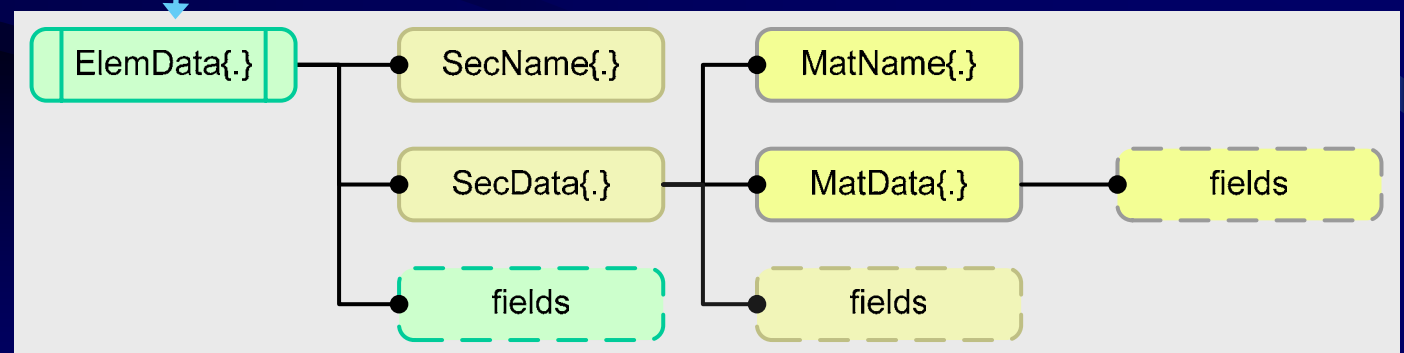 ElemData{.}
SecName{.}
MatName{.}
SecData{.}
MatData{.}
fields
fields
fields